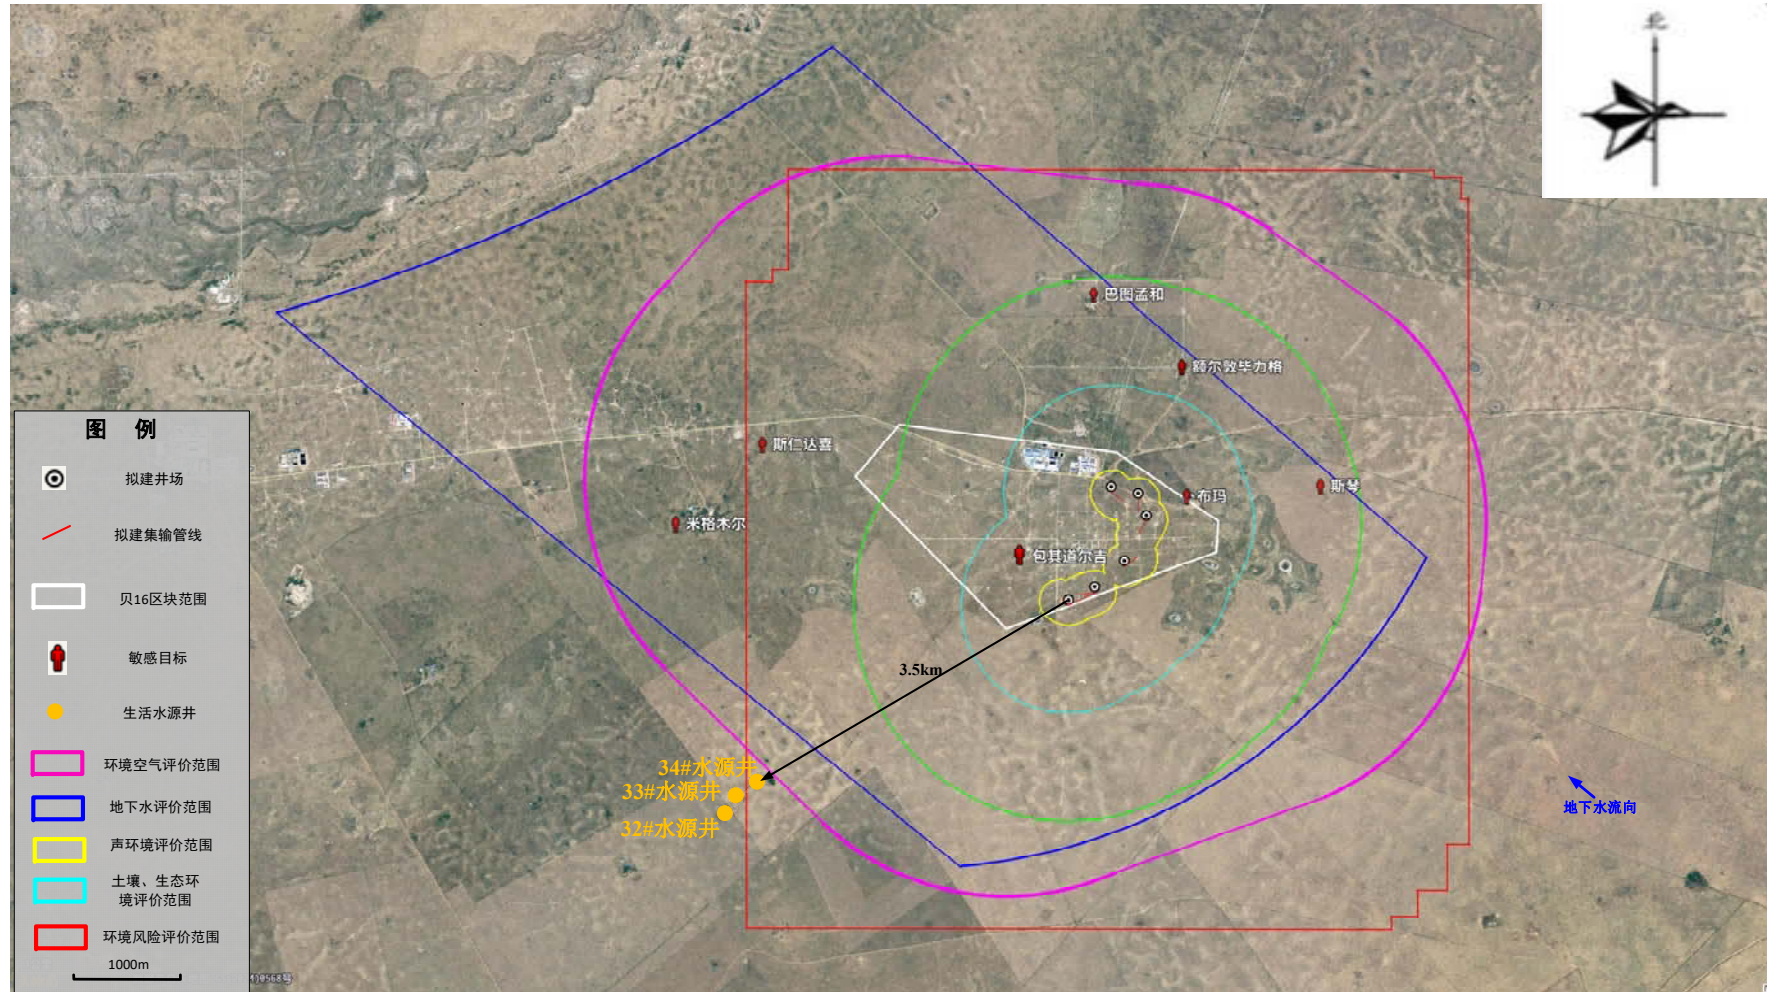 北
巴图孟和
额尔敦毕力格
斯仁达喜
布玛
斯琴
米格木尔
包其道尔吉
3.5km
34#水源井
33#水源井
32#水源井
地下水流向
图 例
拟建井场
拟建集输管线
贝16区块范围
敏感目标
生活水源井
环境空气评价范围
地下水评价范围
声环境评价范围
土壤、生态环
境评价范围
环境风险评价范围
1000m